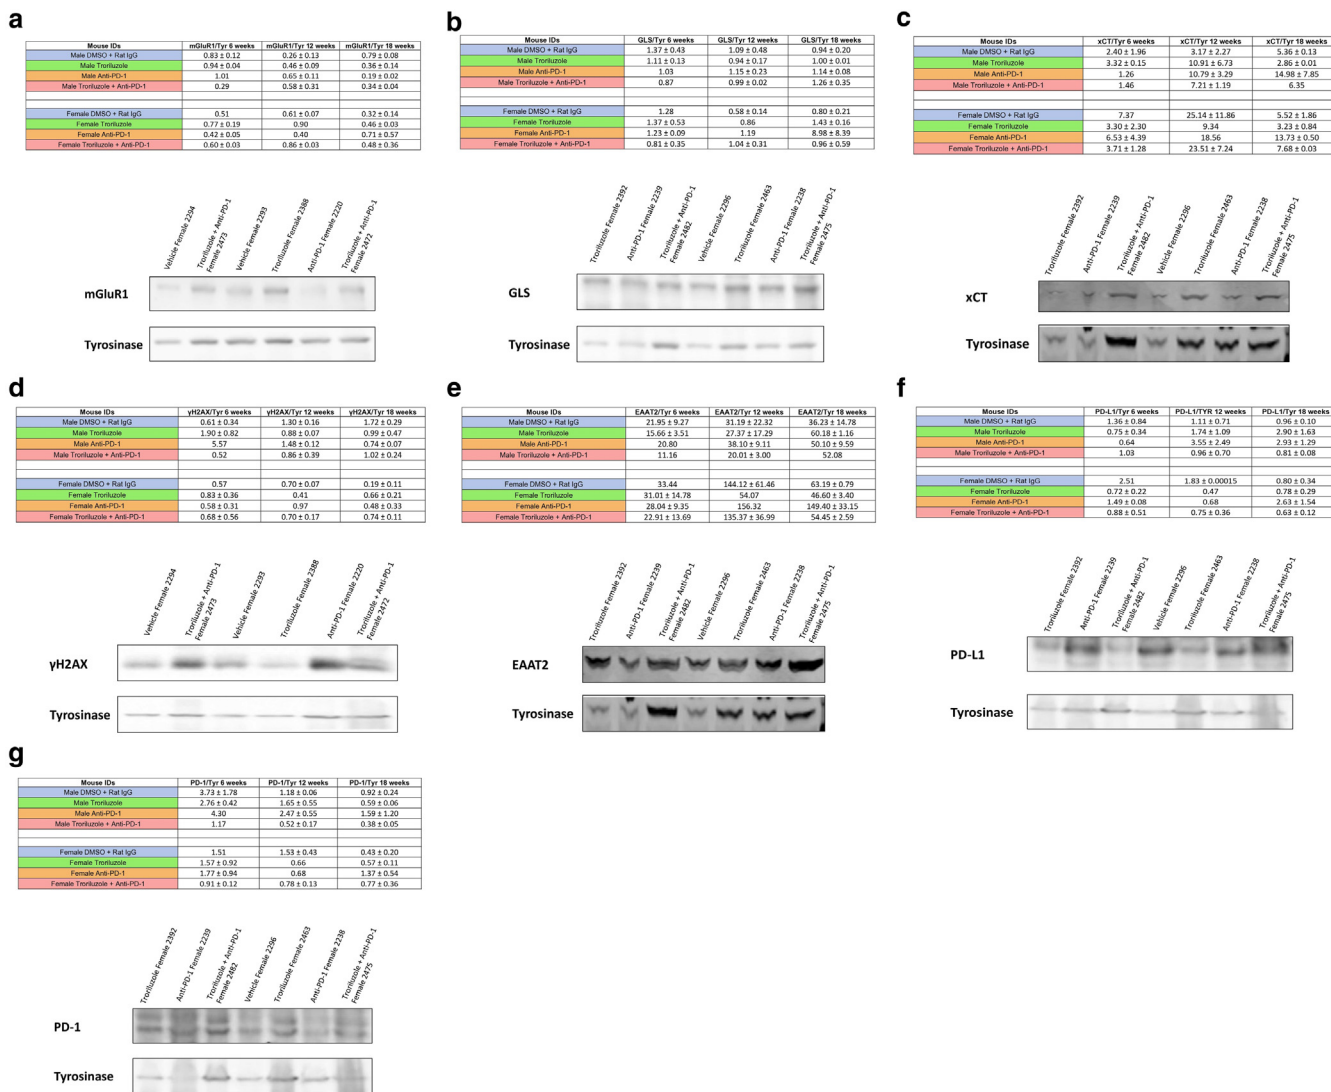 a
Mouse IDs mGluR1/Tyr 6 weeks mGluR1/Tyr 12 weeks mGluR1/Tyr 18 weeks
Male DMSO + Rat IgG 0.83 ± 0.12 0.26 ± 0.13 0.79 ± 0.08
Male Troriluzole 0.94 ± 0.04 0.46 ± 0.09 0.36 ± 0.14
Male Anti-PD-1 1.01 0.65 ± 0.11 0.19 ± 0.02
Male Troriluzole + Anti-PD-1 0.29 0.58 ± 0.31 0.34 ± 0.04
Female DMSO + Rat IgG 0.51 0.61 ± 0.07 0.32 ± 0.14
Female Troriluzole 0.77 ± 0.19 0.90 0.46 ± 0.03
Female Anti-PD-1 0.42 ± 0.05 0.40 0.71 ± 0.57
Female Troriluzole + Anti-PD-1 0.60 ± 0.03 0.86 ± 0.03 0.48 ± 0.36
Vehicle Female 2294
Troriluzole + Anti-PD-1
Female 2473
Vehicle Female 2293
Troriluzole Female 2388
Anti-PD-1 Female 2220
Troriluzole + Anti-PD-1
Female 2472
mGluR1
Tyrosinase
b
Mouse IDs GLS/Tyr 6 weeks GLS/Tyr 12 weeks GLS/Tyr 18 weeks
Male DMSO + Rat IgG 1.37 ± 0.43 1.09 ± 0.48 0.94 ± 0.20
Male Troriluzole 1.11 ± 0.13 0.94 ± 0.17 1.00 ± 0.01
Male Anti-PD-1 1.03 1.15 ± 0.23 1.14 ± 0.08
Male Troriluzole + Anti-PD-1 0.87 0.99 ± 0.02 1.26 ± 0.35
Female DMSO + Rat IgG 1.28 0.58 ± 0.14 0.80 ± 0.21
Female Troriluzole 1.37 ± 0.53 0.86 1.43 ± 0.16
Female Anti-PD-1 1.23 ± 0.09 1.19 8.98 ± 8.39
Female Troriluzole + Anti-PD-1 0.81 ± 0.35 1.04 ± 0.31 0.96 ± 0.59
Troriluzole Female 2392
Anti-PD-1 Female 2239
Troriluzole + Anti-PD-1
Female 2482
Vehicle Female 2296
Troriluzole Female 2463
Anti-PD-1 Female 2238
Troriluzole + Anti-PD-1
Female 2475
GLS
Tyrosinase
c
Mouse IDs xCT/Tyr 6 weeks xCT/Tyr 12 weeks xCT/Tyr 18 weeks
Male DMSO + Rat IgG 2.40 ± 1.96 3.17 ± 2.27 5.36 ± 0.13
Male Troriluzole 3.32 ± 0.15 10.91 ± 6.73 2.86 ± 0.01
Male Anti-PD-1 1.26 10.79 ± 3.29 14.98 ± 7.85
Male Troriluzole + Anti-PD-1 1.46 7.21 ± 1.19 6.35
Female DMSO + Rat IgG 7.37 25.14 ± 11.86 5.52 ± 1.86
Female Troriluzole 3.30 ± 2.30 9.34 3.23 ± 0.84
Female Anti-PD-1 6.53 ± 4.39 18.56 13.73 ± 0.50
Female Troriluzole + Anti-PD-1 3.71 ± 1.28 23.51 ± 7.24 7.68 ± 0.03
Troriluzole Female 2392
Anti-PD-1 Female 2239
Troriluzole + Anti-PD-1
Female 2482
Vehicle Female 2296
Troriluzole Female 2463
Anti-PD-1 Female 2238
Troriluzole + Anti-PD-1
Female 2475
xCT
Tyrosinase
d
Mouse IDs γH2AX/Tyr 6 weeks γH2AX/Tyr 12 weeks γH2AX/Tyr 18 weeks
Male DMSO + Rat IgG 0.61 ± 0.34 1.30 ± 0.16 1.72 ± 0.29
Male Troriluzole 1.90 ± 0.82 0.88 ± 0.07 0.99 ± 0.47
Male Anti-PD-1 5.57 1.48 ± 0.12 0.74 ± 0.07
Male Troriluzole + Anti-PD-1 0.52 0.86 ± 0.39 1.02 ± 0.24
Female DMSO + Rat IgG 0.57 0.70 ± 0.07 0.19 ± 0.11
Female Troriluzole 0.83 ± 0.36 0.41 0.66 ± 0.21
Female Anti-PD-1 0.58 ± 0.31 0.97 0.48 ± 0.33
Female Troriluzole + Anti-PD-1 0.68 ± 0.56 0.70 ± 0.17 0.74 ± 0.11
Vehicle Female 2294
Troriluzole + Anti-PD-1
Female 2473
Vehicle Female 2293
Troriluzole Female 2388
Anti-PD-1 Female 2220
Troriluzole + Anti-PD-1
Female 2472
γH2AX
Tyrosinase
e
Mouse IDs EAAT2/Tyr 6 weeks EAAT2/Tyr 12 weeks EAAT2/Tyr 18 weeks
Male DMSO + Rat IgG 21.95 ± 9.27 31.19 ± 22.32 36.23 ± 14.78
Male Troriluzole 15.66 ± 3.51 27.37 ± 17.29 60.18 ± 1.16
Male Anti-PD-1 20.80 38.10 ± 9.11 50.10 ± 9.59
Male Troriluzole + Anti-PD-1 11.16 20.01 ± 3.00 52.08
Female DMSO + Rat IgG 33.44 144.12 ± 61.46 63.19 ± 0.79
Female Troriluzole 31.01 ± 14.78 54.07 46.60 ± 3.40
Female Anti-PD-1 28.04 ± 9.35 156.32 149.40 ± 33.15
Female Troriluzole + Anti-PD-1 22.91 ± 13.69 135.37 ± 36.99 54.45 ± 2.59
Troriluzole Female 2392
Anti-PD-1 Female 2239
Troriluzole + Anti-PD-1
Female 2482
Vehicle Female 2296
Troriluzole Female 2463
Anti-PD-1 Female 2238
Troriluzole + Anti-PD-1
Female 2475
EAAT2
Tyrosinase
f
Mouse IDs PD-L1/Tyr 6 weeks PD-L1/TYR 12 weeks PD-L1/Tyr 18 weeks
Male DMSO + Rat IgG 1.36 ± 0.84 1.11 ± 0.71 0.96 ± 0.10
Male Troriluzole 0.75 ± 0.34 1.74 ± 1.09 2.90 ± 1.63
Male Anti-PD-1 0.64 3.55 ± 2.49 2.93 ± 1.29
Male Troriluzole + Anti-PD-1 1.03 0.96 ± 0.70 0.81 ± 0.08
Female DMSO + Rat IgG 2.51 1.83 ± 0.00015 0.80 ± 0.34
Female Troriluzole 0.72 ± 0.22 0.47 0.78 ± 0.29
Female Anti-PD-1 1.49 ± 0.08 0.68 2.63 ± 1.54
Female Troriluzole + Anti-PD-1 0.88 ± 0.51 0.75 ± 0.36 0.63 ± 0.12
Troriluzole Female 2392
Anti-PD-1 Female 2239
Troriluzole + Anti-PD-1
Female 2482
Vehicle Female 2296
Troriluzole Female 2463
Anti-PD-1 Female 2238
Troriluzole + Anti-PD-1
Female 2475
PD-L1
Tyrosinase
g
Mouse IDs PD-1/Tyr 6 weeks PD-1/Tyr 12 weeks PD-1/Tyr 18 weeks
Male DMSO + Rat IgG 3.73 ± 1.78 1.18 ± 0.06 0.92 ± 0.24
Male Troriluzole 2.76 ± 0.42 1.65 ± 0.55 0.59 ± 0.06
Male Anti-PD-1 4.30 2.47 ± 0.55 1.59 ± 1.20
Male Troriluzole + Anti-PD-1 1.17 0.52 ± 0.17 0.38 ± 0.05
Female DMSO + Rat IgG 1.51 1.53 ± 0.43 0.43 ± 0.20
Female Troriluzole 1.57 ± 0.92 0.66 0.57 ± 0.11
Female Anti-PD-1 1.77 ± 0.94 0.68 1.37 ± 0.54
Female Troriluzole + Anti-PD-1 0.91 ± 0.12 0.78 ± 0.13 0.77 ± 0.36
Troriluzole Female 2392
Anti-PD-1 Female 2239
Troriluzole + Anti-PD-1
Female 2482
Vehicle Female 2296
Troriluzole Female 2463
Anti-PD-1 Female 2238
Troriluzole + Anti-PD-1
Female 2475
PD-1
Tyrosinase